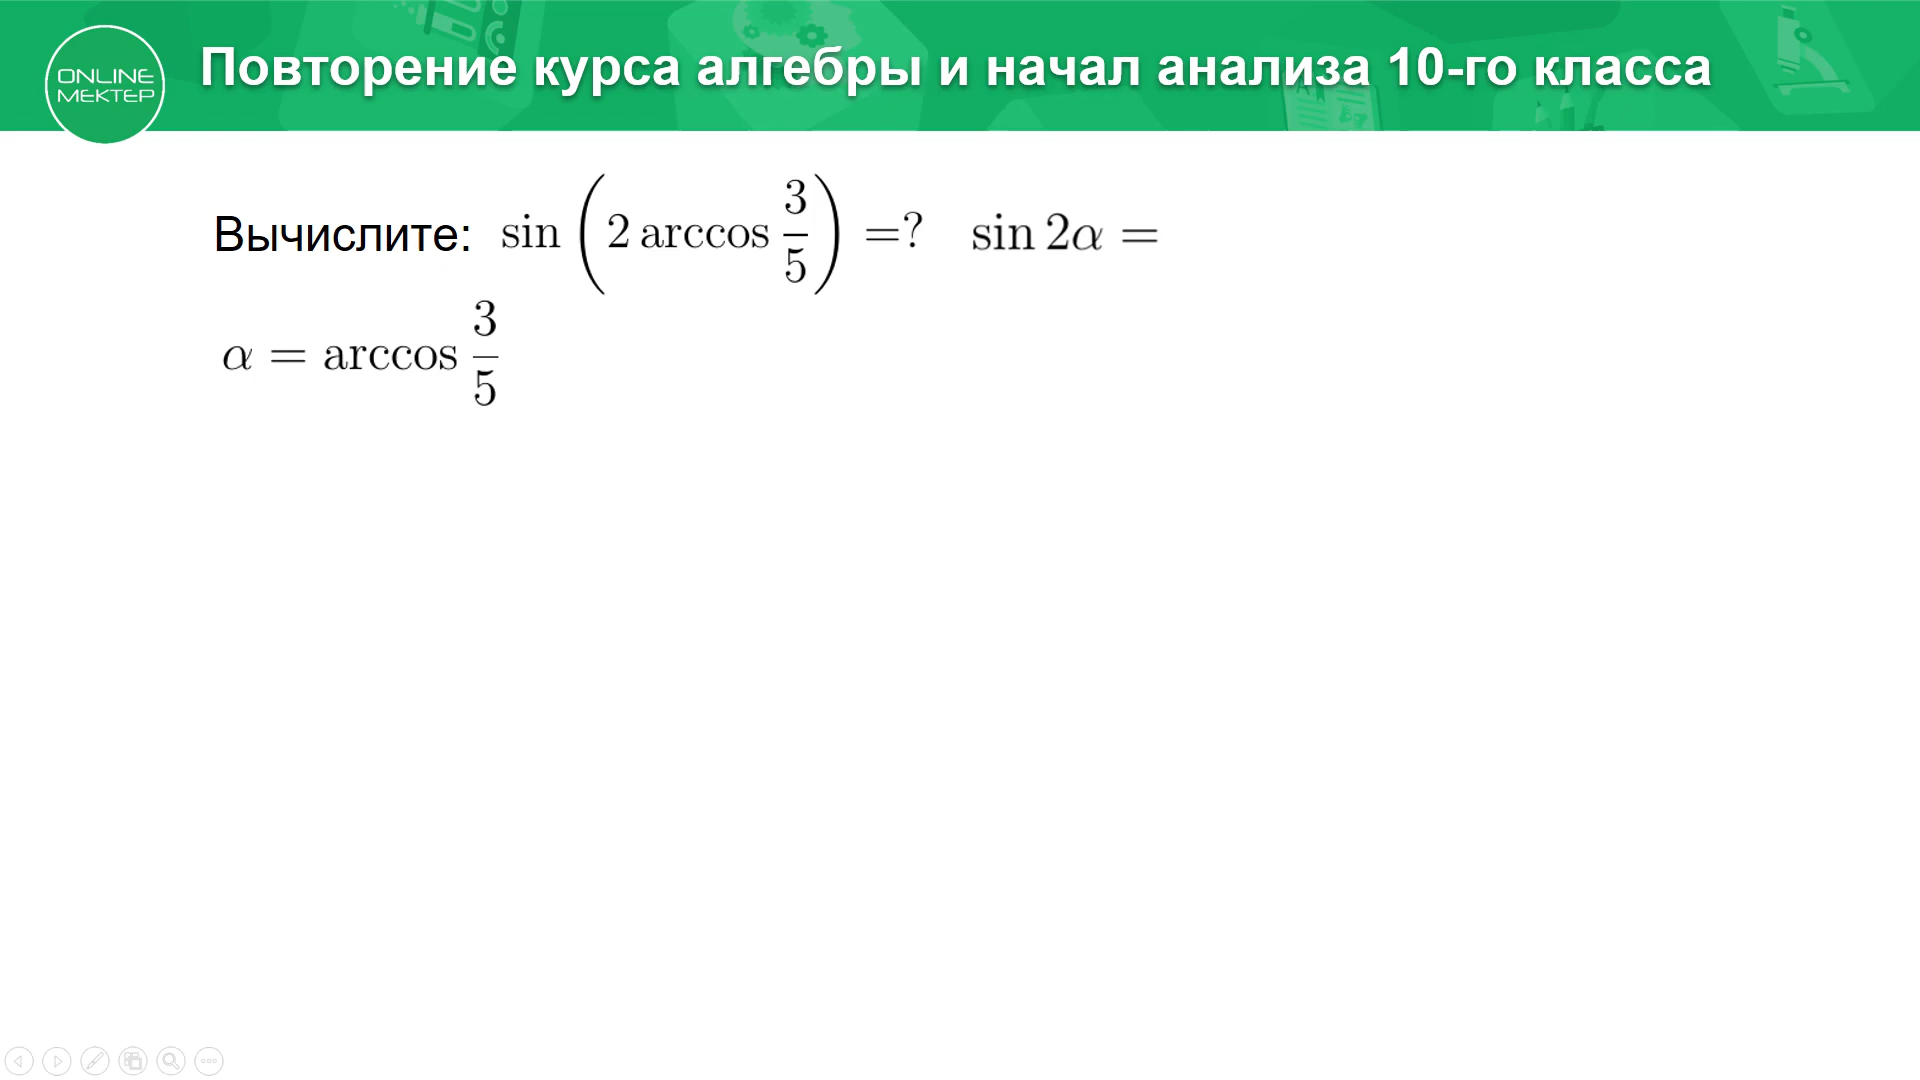 ONLINE
MEKTEP
Повторение курса алгебры и начал анализа 10-го класса
Вычислите: sin (2 arccos 3/5) =? sin 2α =
α = arccos 3/5